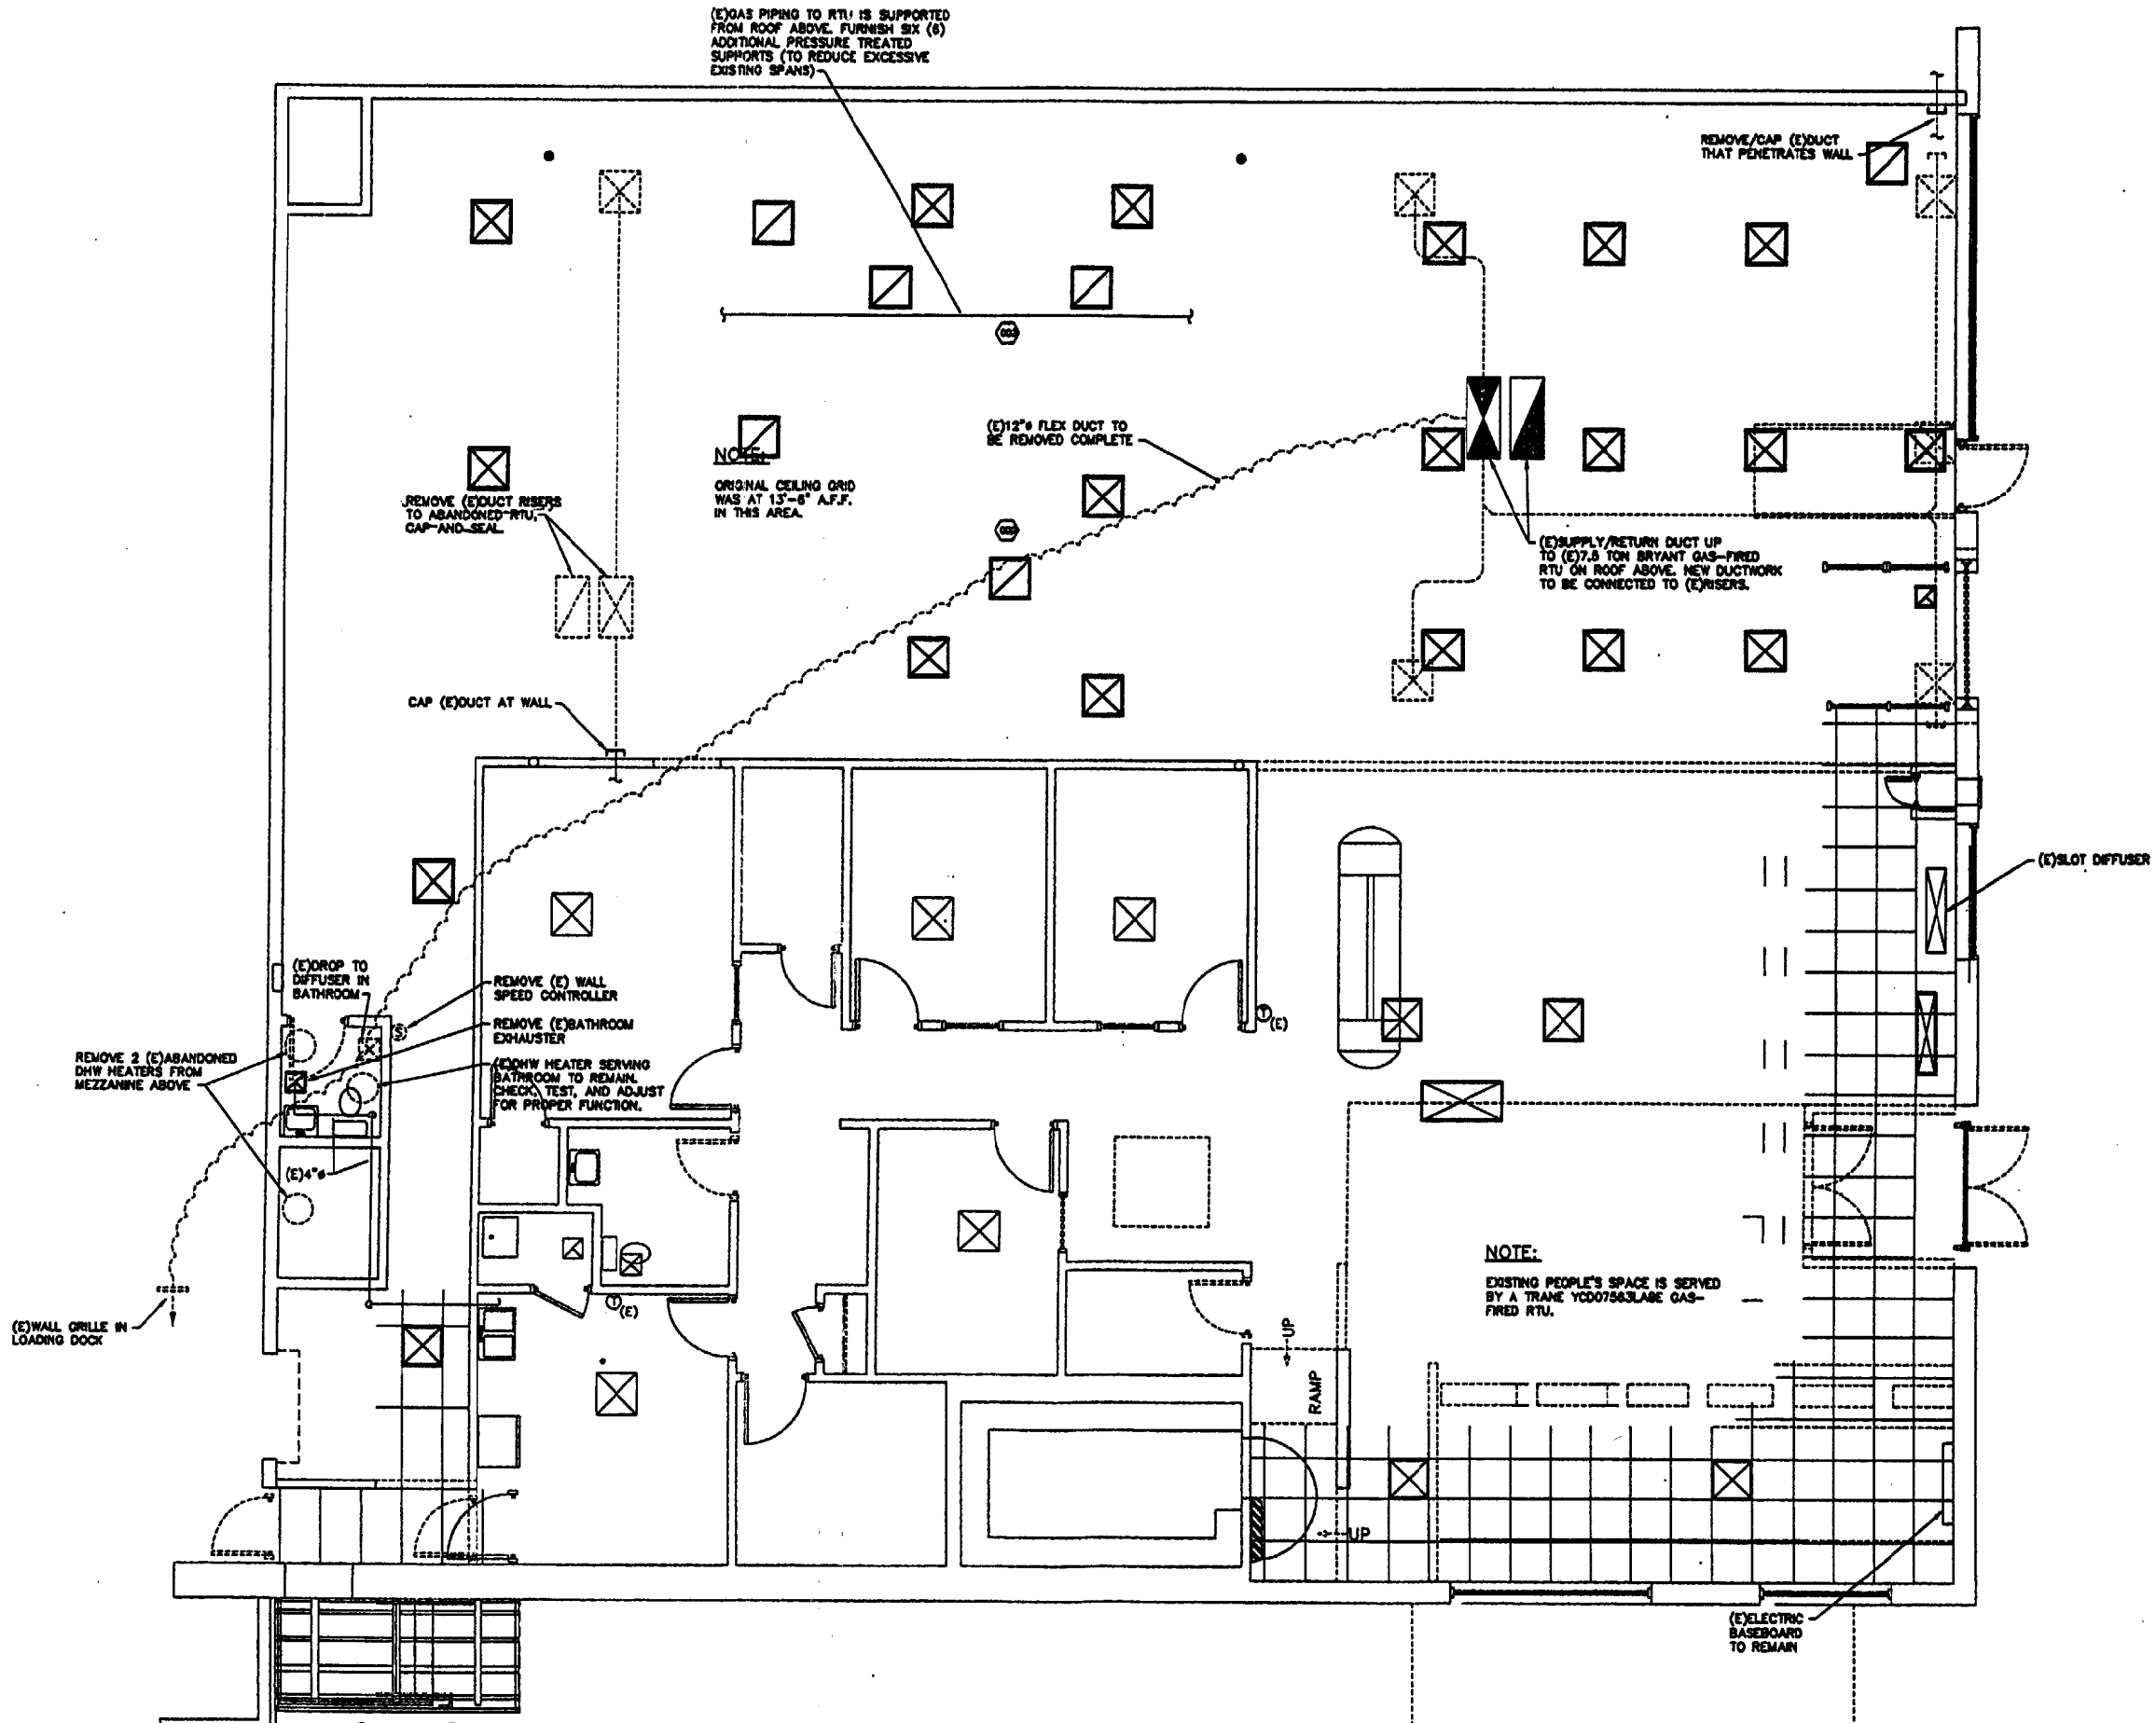 (E)GAS PIPING TO RTU IS SUPPORTED
FROM ROOF ABOVE. FURNISH SIX (6)
ADDITIONAL PRESSURE TREATED
SUPPORTS (TO REDUCE EXCESSIVE
EXISTING SPANS)
REMOVE/CAP (E)DUCT
THAT PENETRATES WALL
(E)12"ø FLEX DUCT TO
BE REMOVED COMPLETE
NOTE:
ORIGINAL CEILING GRID
WAS AT 13'-6" A.F.F.
IN THIS AREA.
REMOVE (E)DUCT RISERS
TO ABANDONED RTU,
CAP AND SEAL
(E)SUPPLY/RETURN DUCT UP
TO (E)7.5 TON BRYANT GAS-FIRED
RTU ON ROOF ABOVE. NEW DUCTWORK
TO BE CONNECTED TO (E)RISERS.
CAP (E)DUCT AT WALL
(E)SLOT DIFFUSER
(E)DROP TO
DIFFUSER IN
BATHROOM
REMOVE (E) WALL
SPEED CONTROLLER
S
REMOVE (E)BATHROOM
EXHAUSTER
T (E)
REMOVE 2 (E)ABANDONED
DHW HEATERS FROM
MEZZANINE ABOVE
(E)DHW HEATER SERVING
BATHROOM TO REMAIN.
CHECK, TEST, AND ADJUST
FOR PROPER FUNCTION.
(E)4"ø
NOTE:
EXISTING PEOPLE'S SPACE IS SERVED
BY A TRANE GAS-
FIRED RTU.
(E)WALL GRILLE IN
LOADING DOCK
T (E)
UP
RAMP
UP
(E)ELECTRIC
BASEBOARD
TO REMAIN